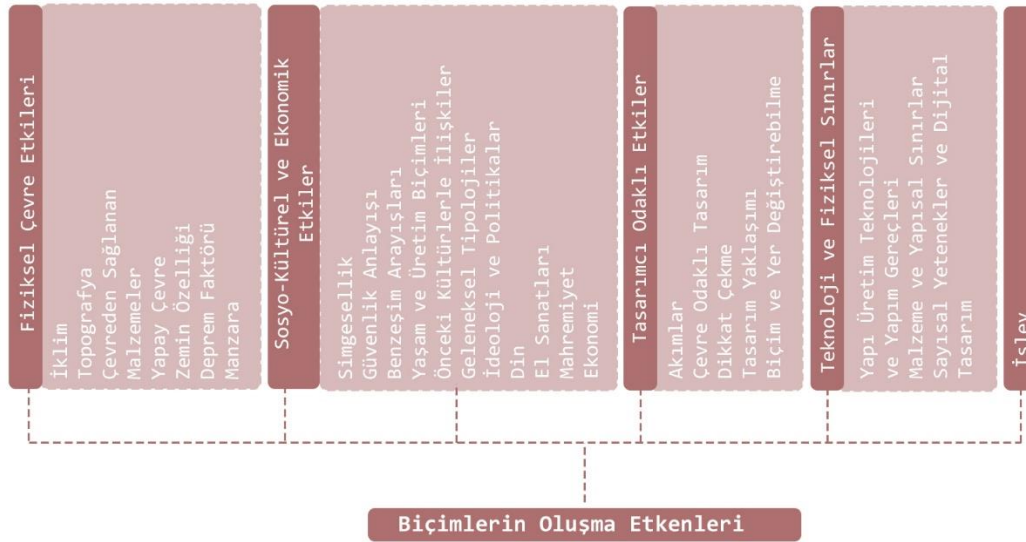 Fiziksel Çevre Etkileri
İklim
Topografya
Çevreden Sağlanan
Malzemeler
Yapay Çevre
Zemin Özelliği
Deprem Faktörü
Manzara
Sosyo-Kültürel ve Ekonomik
Etkiler
Simgesellik
Güvenlik Anlayışı
Benzeşim Arayışları
Yaşam ve Üretim Biçimleri
Önceki Kültürlerle İlişkiler
Geleneksel Tipolojiler
İdeoloji ve Politikalar
Din
El Sanatları
Mahremiyet
Ekonomi
Tasarımcı Odaklı Etkiler
Akımlar
Çevre Odaklı Tasarım
Dikkat Çekme
Tasarım Yaklaşımı
Biçim ve Yer Değiştirebilme
Teknoloji ve Fiziksel Sınırlar
Yapı Üretim Teknolojileri
ve Yapım Gereçleri
Malzeme ve Yapısal Sınırlar
Sayısal Yetenekler ve Dijital
Tasarım
İşlev
Biçimlerin Oluşma Etkenleri